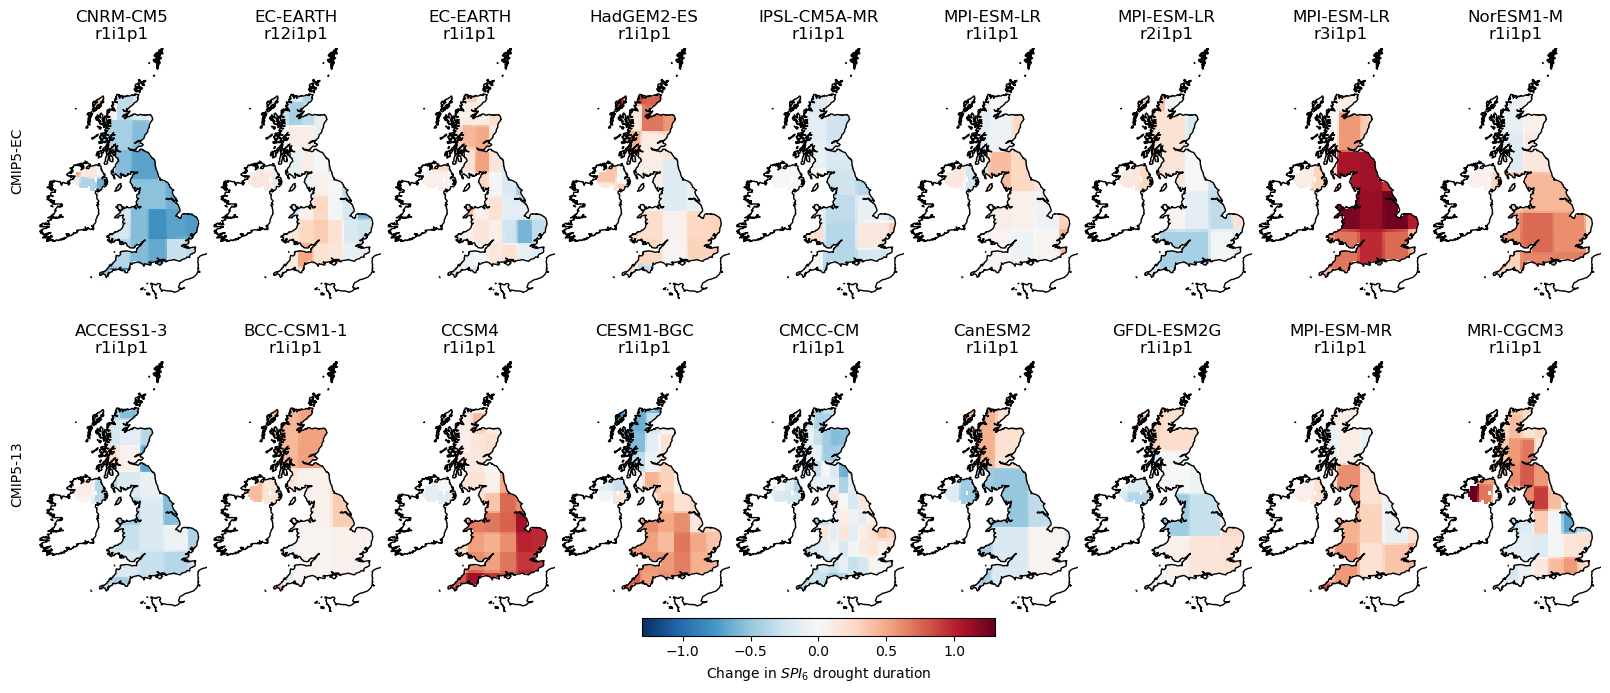 CNRM-CM5 EC-EARTH EC-EARTH HadGEM2-ES IPSL-CM5A-MR MPI-ESM-LR MPI-ESM-LR MPI-ESM-LR NorESM1-M
r1i1p1 r12i1p1 r1i1p1 r1i1p1 r1i1p1 r1i1p1 r2i1p1 r3i1p1 r1i1p1
CMIP5-EC
ACCESS1-3 BCC-CSM1-1 CCSM4 CESM1-BGC CMCC-CM CanESM2 GFDL-ESM2G MPI-ESM-MR MRI-CGCM3
r1i1p1 r1i1p1 r1i1p1 r1i1p1 r1i1p1 r1i1p1 r1i1p1 r1i1p1 r1i1p1
CMIP5-13
−1.0 −0.5 0.0 0.5 1.0
Change in SPI₆ drought duration